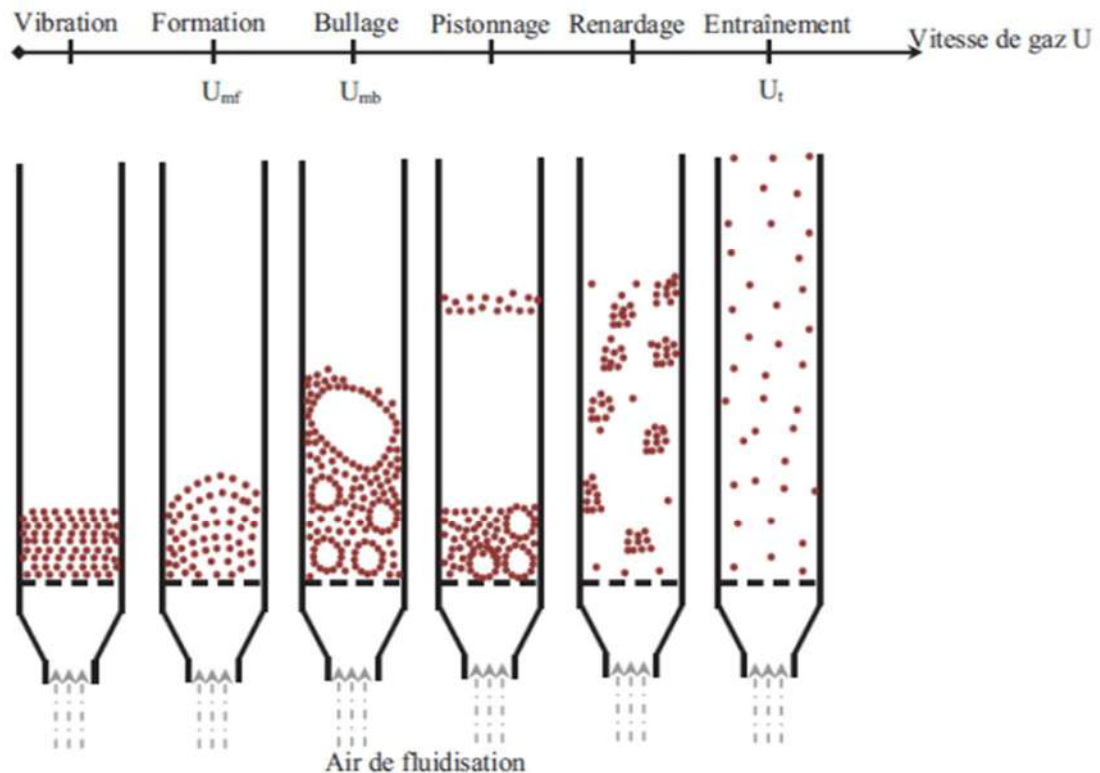 Vibration Formation Bullage Pistonnage Renardage Entraînement
Vitesse de gaz U
Umf Umb Ut
Air de fluidisation